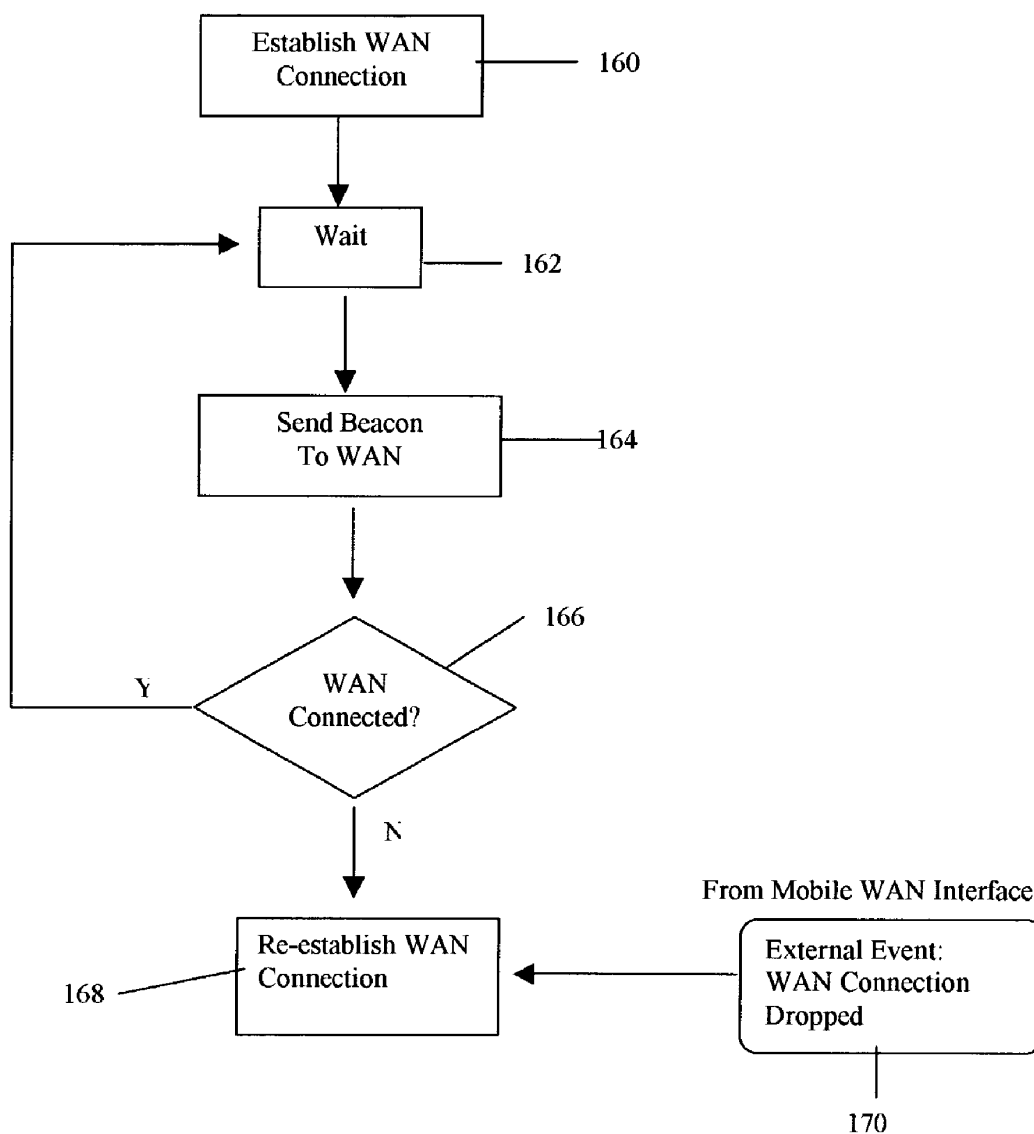 Establish WAN
Connection
160
Wait
162
Send Beacon
To WAN
164
166
WAN
Connected?
Y
N
From Mobile WAN Interface
Re-establish WAN
Connection
168
External Event:
WAN Connection
Dropped
170